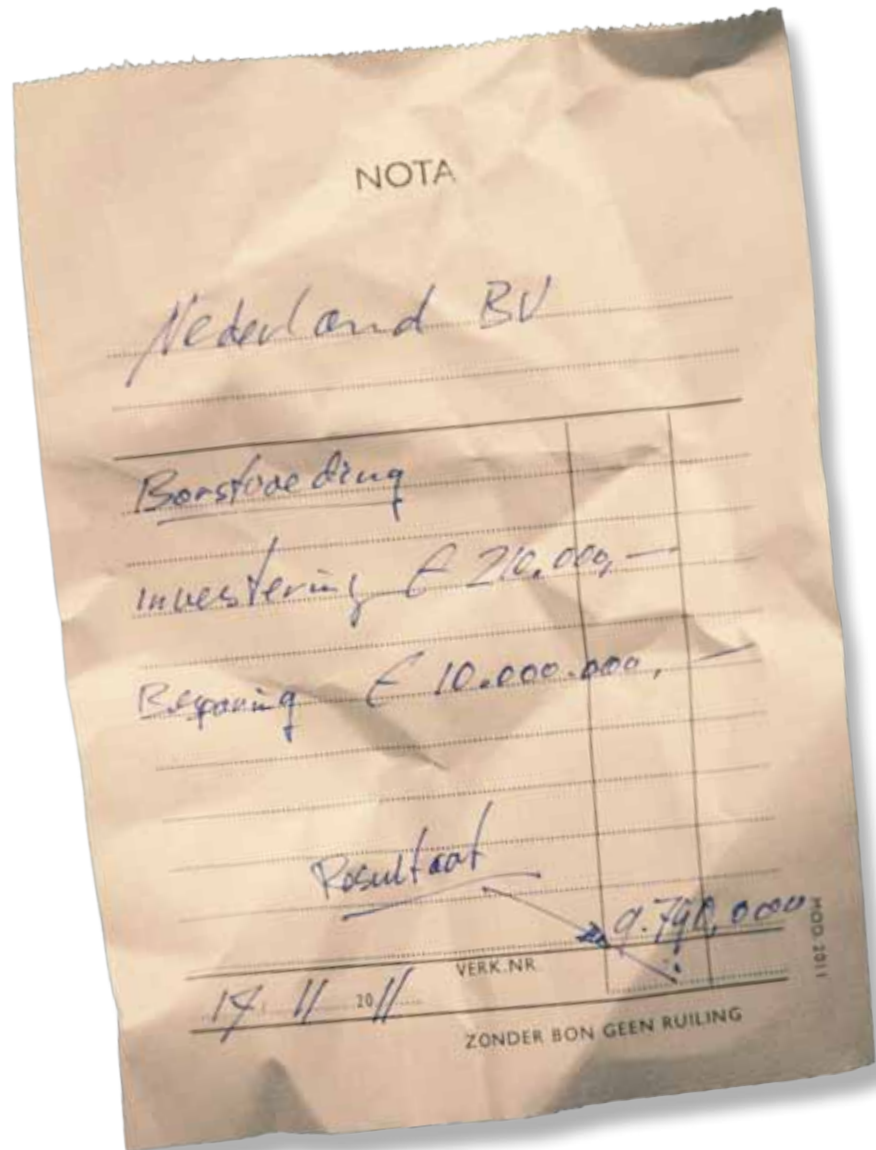 NOTA
Nederland BV
Borstvoeding
investering € 210.000,—
Besparing € 10.000.000,—
Resultaat
9.790,000
MOD. 2011
VERK. NR.
14 11 2011
ZONDER BON GEEN RUILING